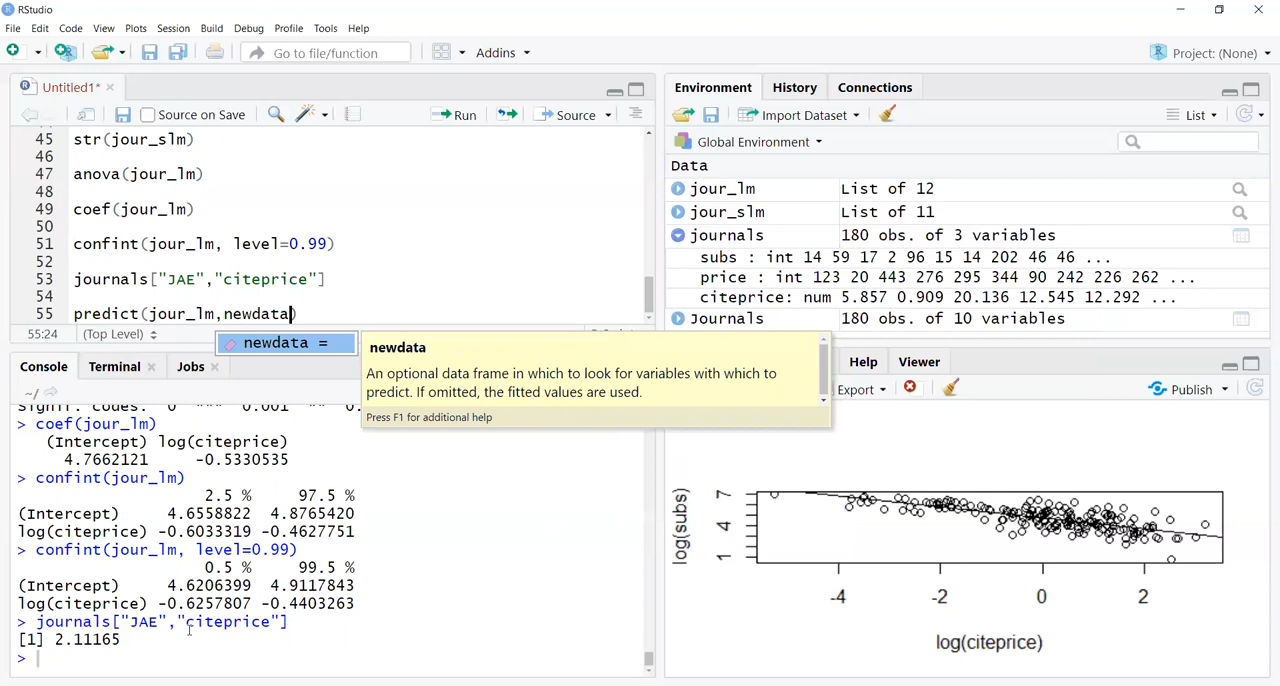 RStudio
File Edit Code View Plots Session Build Debug Profile Tools Help
Go to file/function Addins Project: (None)
Untitled1*
Source on Save Run Source
45 str(jour_slm)
46
47 anova(jour_lm)
48
49 coef(jour_lm)
50
51 confint(jour_lm, level=0.99)
52
53 journals["JAE","citeprice"]
54
55 predict(jour_lm,newdata)
55:24 (Top Level)
newdata =
newdata
An optional data frame in which to look for variables with which to
predict. If omitted, the fitted values are used.
Press F1 for additional help
Console Terminal Jobs
~/
Signif. codes: 0 *** 0.001 ** 0.
> coef(jour_lm)
(Intercept) log(citeprice)
4.7662121 -0.5330535
> confint(jour_lm)
2.5 % 97.5 %
(Intercept) 4.6558822 4.8765420
log(citeprice) -0.6033319 -0.4627751
> confint(jour_lm, level=0.99)
0.5 % 99.5 %
(Intercept) 4.6206399 4.9117843
log(citeprice) -0.6257807 -0.4403263
> journals["JAE","citeprice"]
[1] 2.11165
>
Environment History Connections
Import Dataset List
Global Environment
Data
jour_lm List of 12
jour_slm List of 11
journals 180 obs. of 3 variables
subs : int 14 59 17 2 96 15 14 202 46 46 ...
price : int 123 20 443 276 295 344 90 242 226 262 ...
citeprice: num 5.857 0.909 20.136 12.545 12.292 ...
Journals 180 obs. of 10 variables
Help Viewer
Export Publish
log(subs)
7
4
1
-4 -2 0 2
log(citeprice)